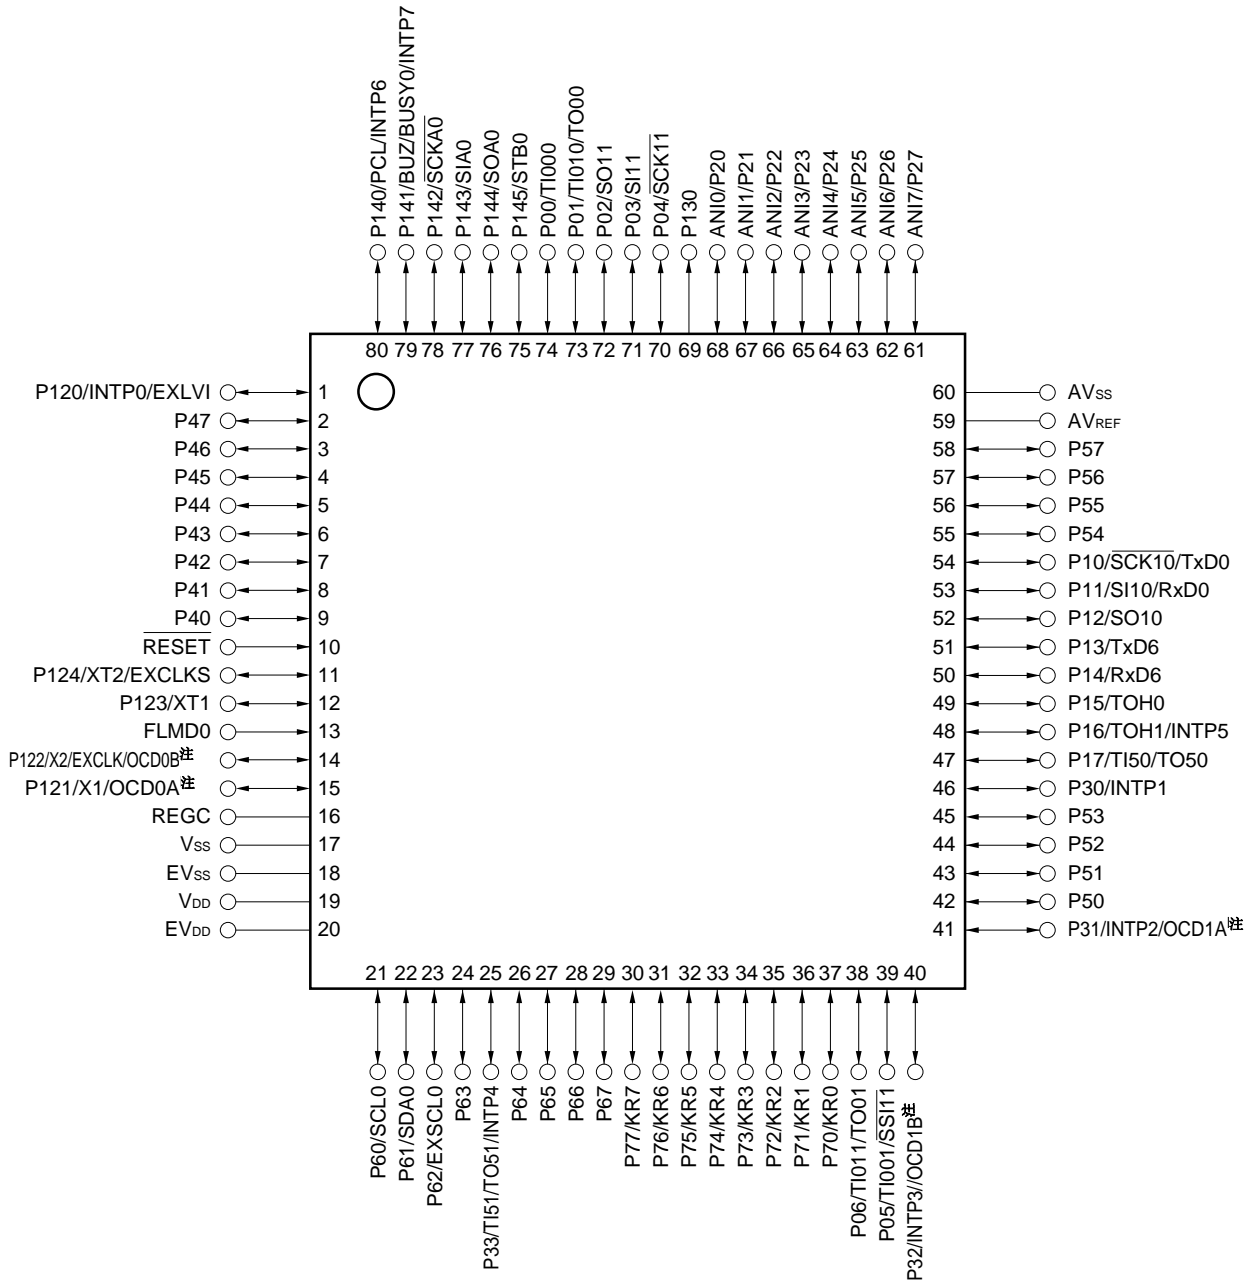 P140/PCL/INTP6
P141/BUZ/BUSY0/INTP7
P142/SCKA0
P143/SIA0
P144/SOA0
P145/STB0
P00/TI000
P01/TI010/TO00
P02/SO11
P03/SI11
P04/SCK11
P130
ANI0/P20
ANI1/P21
ANI2/P22
ANI3/P23
ANI4/P24
ANI5/P25
ANI6/P26
ANI7/P27
80 79 78 77 76 75 74 73 72 71 70 69 68 67 66 65 64 63 62 61
P120/INTP0/EXLVI 1
P47 2
P46 3
P45 4
P44 5
P43 6
P42 7
P41 8
P40 9
RESET 10
P124/XT2/EXCLKS 11
P123/XT1 12
FLMD0 13
P122/X2/EXCLK/OCD0B注 14
P121/X1/OCD0A注 15
REGC 16
VSS 17
EVSS 18
VDD 19
EVDD 20
60 AVSS
59 AVREF
58 P57
57 P56
56 P55
55 P54
54 P10/SCK10/TxD0
53 P11/SI10/RxD0
52 P12/SO10
51 P13/TxD6
50 P14/RxD6
49 P15/TOH0
48 P16/TOH1/INTP5
47 P17/TI50/TO50
46 P30/INTP1
45 P53
44 P52
43 P51
42 P50
41 P31/INTP2/OCD1A注
21 22 23 24 25 26 27 28 29 30 31 32 33 34 35 36 37 38 39 40
P60/SCL0
P61/SDA0
P62/EXSCL0
P63
P33/TI51/TO51/INTP4
P64
P65
P66
P67
P77/KR7
P76/KR6
P75/KR5
P74/KR4
P73/KR3
P72/KR2
P71/KR1
P70/KR0
P06/TI011/TO01
P05/TI001/SSI11
P32/INTP3//OCD1B注